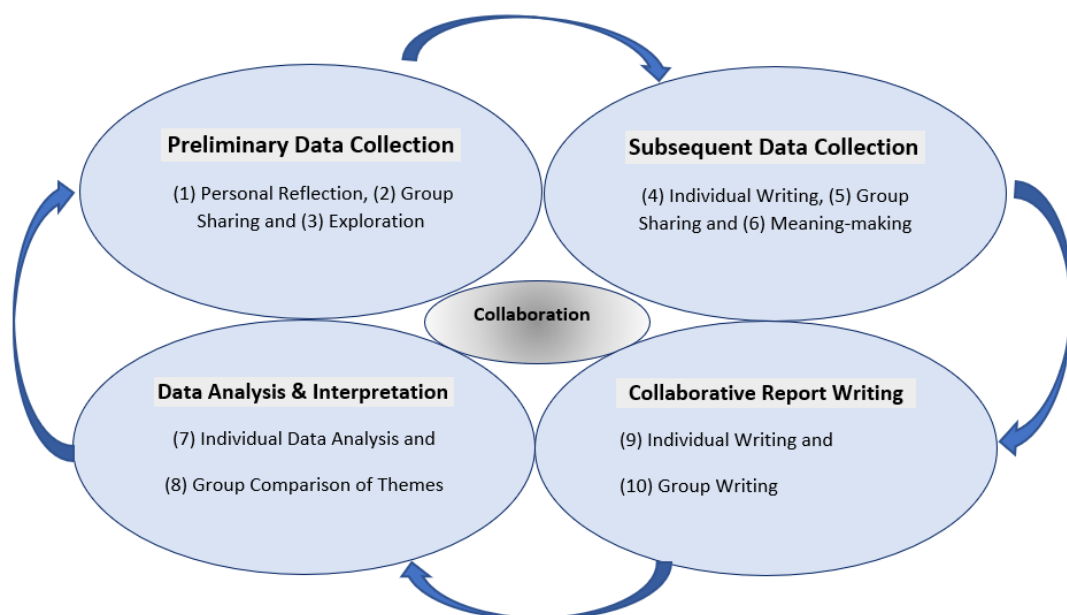 Preliminary Data Collection
(1) Personal Reflection, (2) Group
Sharing and (3) Exploration
Subsequent Data Collection
(4) Individual Writing, (5) Group
Sharing and (6) Meaning-making
Collaboration
Data Analysis & Interpretation
(7) Individual Data Analysis and
(8) Group Comparison of Themes
Collaborative Report Writing
(9) Individual Writing and
(10) Group Writing